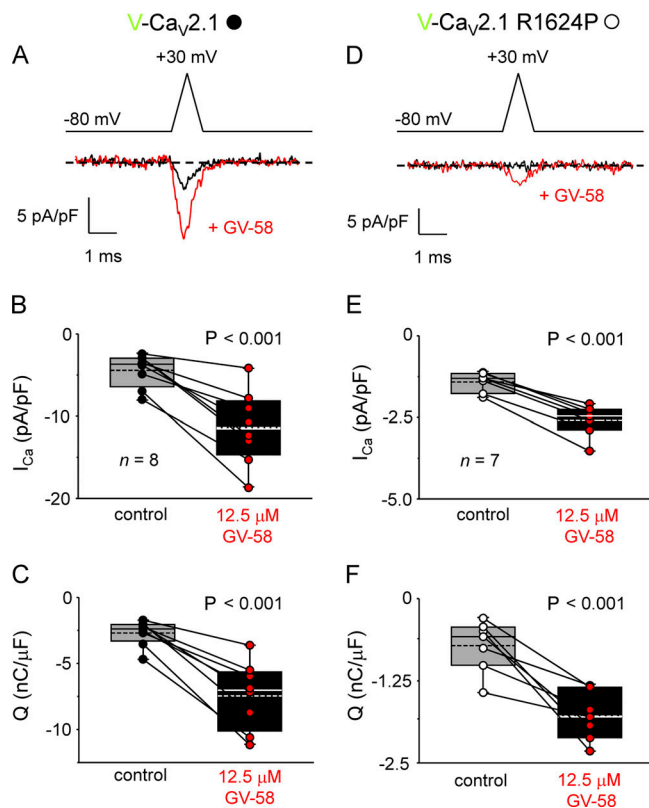 V-CaV2.1
V-CaV2.1 R1624P
A
+30 mV
-80 mV
5 pA/pF
1 ms
+ GV-58
D
+30 mV
-80 mV
5 pA/pF
1 ms
+ GV-58
B
0
-10
-20
ICa (pA/pF)
P < 0.001
n = 8
control
12.5 μM
GV-58
E
0
-2.5
-5.0
ICa (pA/pF)
P < 0.001
n = 7
control
12.5 μM
GV-58
C
0
-5
-10
Q (nC/μF)
P < 0.001
control
12.5 μM
GV-58
F
0
-1.25
-2.5
Q (nC/μF)
P < 0.001
control
12.5 μM
GV-58